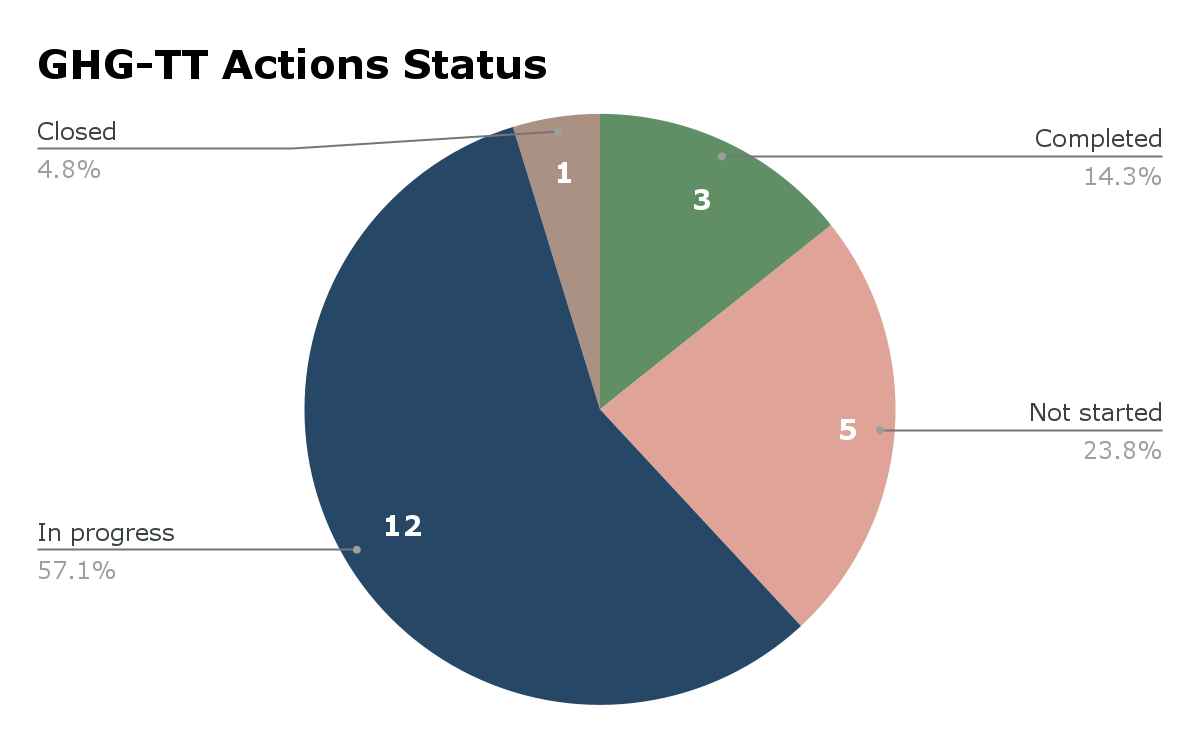 GHG-TT Actions Status
Closed
4.8%
Completed
14.3%
1
3
Not started
23.8%
5
In progress
57.1%
12